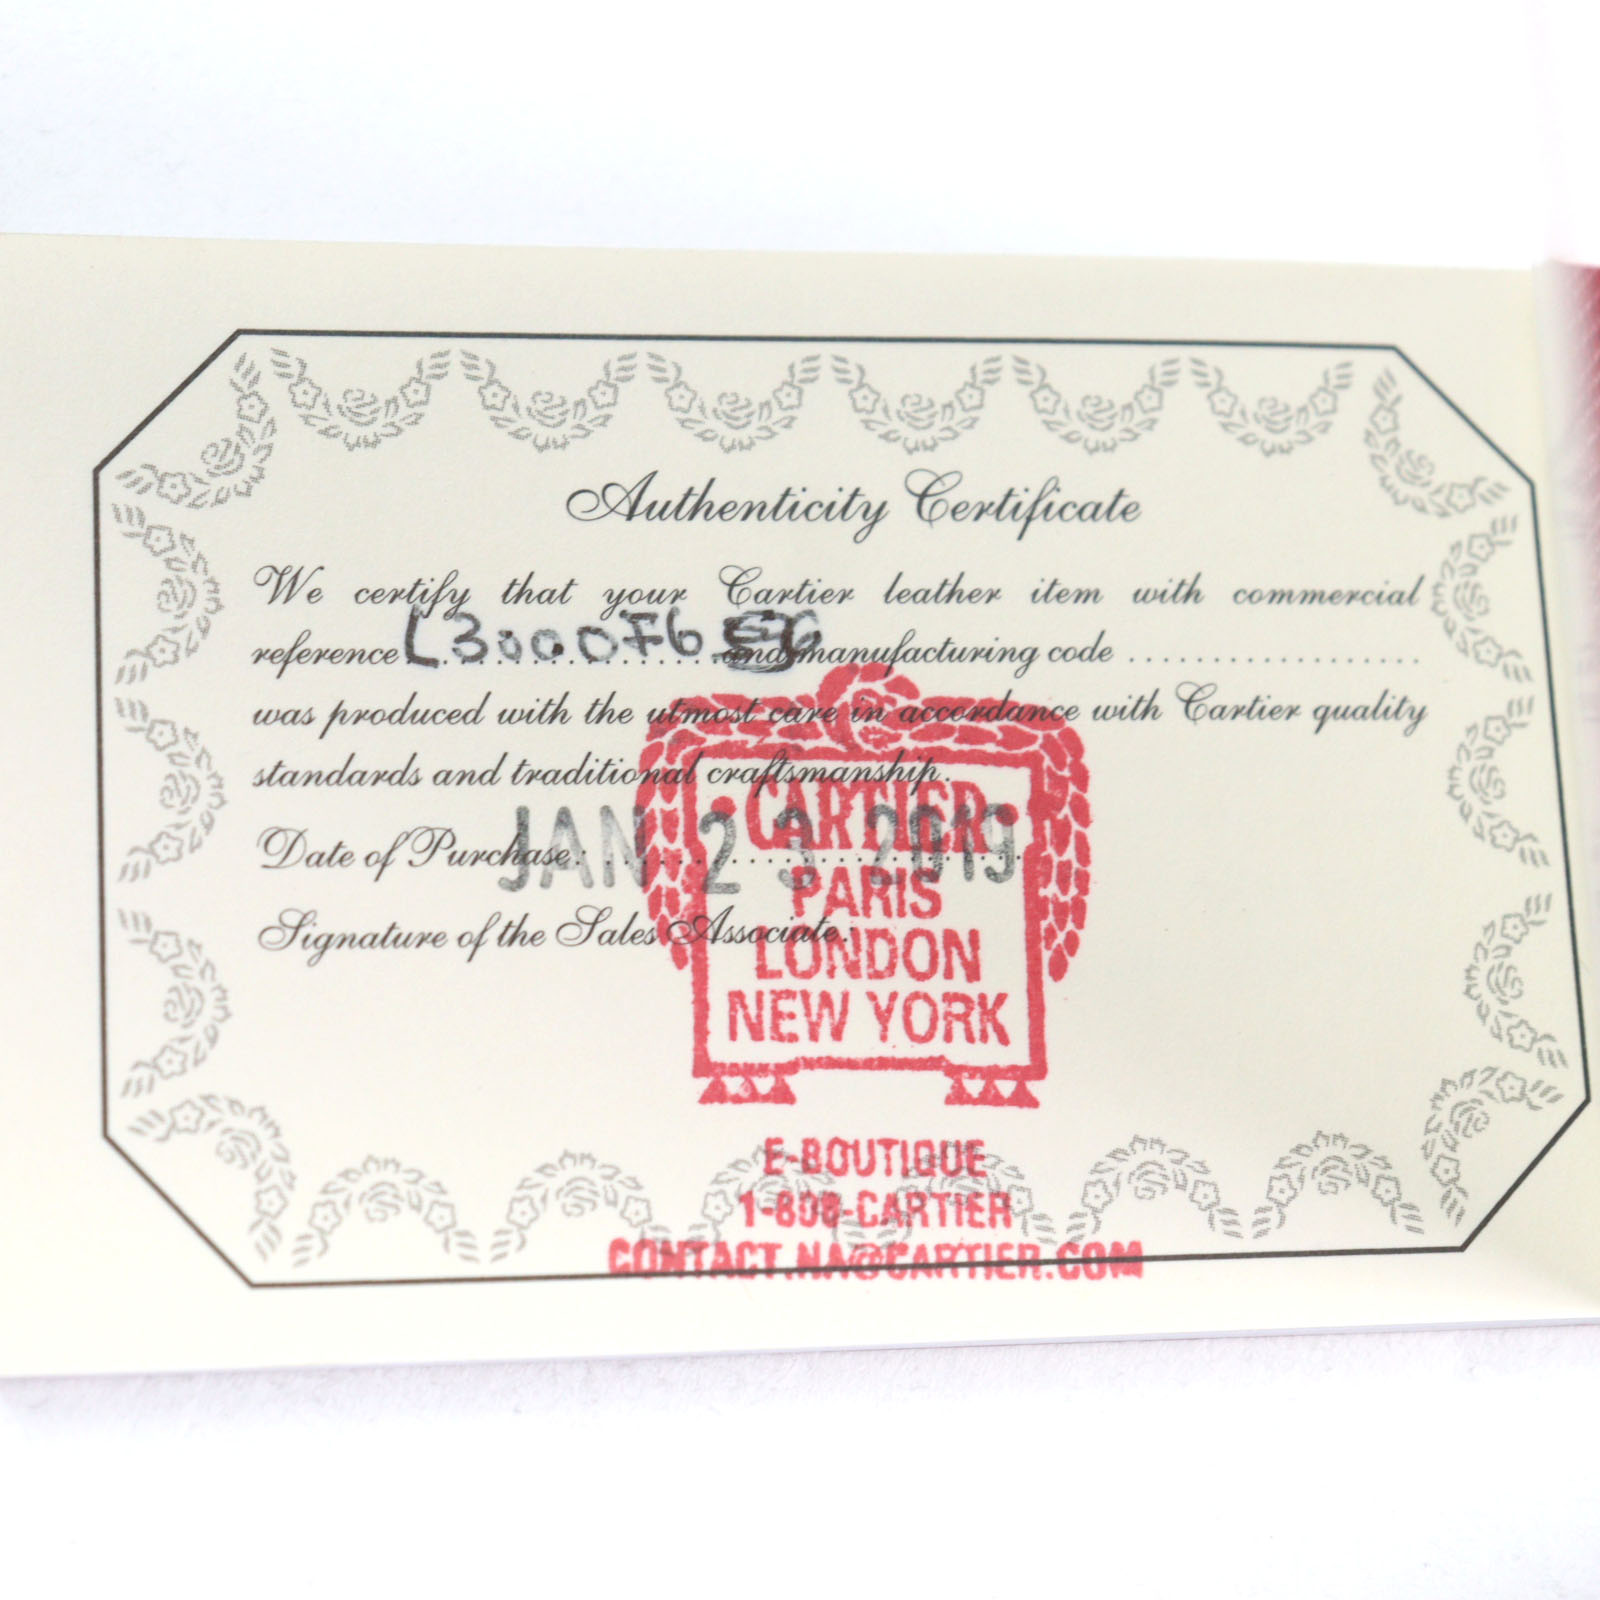 Authenticity Certificate
We certify that your Cartier leather item with commercial
reference L300076 and manufacturing code ....................
was produced with the utmost care in accordance with Cartier quality
standards and traditional craftsmanship.
Date of Purchase: JAN 23 2019
Signature of the Sales Associate:
CARTIER
PARIS
LONDON
NEW YORK
E-BOUTIQUE
1-800-CARTIER
CONTACT.NA@CARTIER.COM